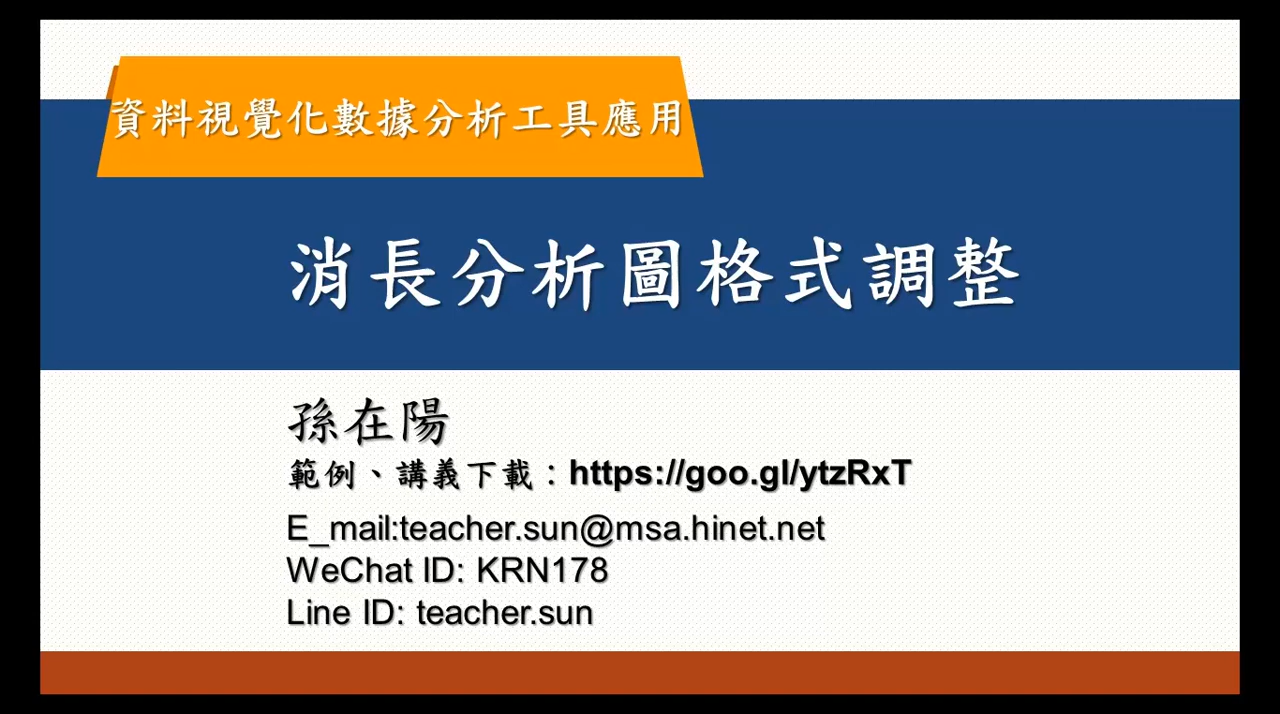 資料視覺化數據分析工具應用
消長分析圖格式調整
孫在陽
範例、講義下載：https://goo.gl/ytzRxT
E_mail:teacher.sun@msa.hinet.net
WeChat ID: KRN178
Line ID: teacher.sun